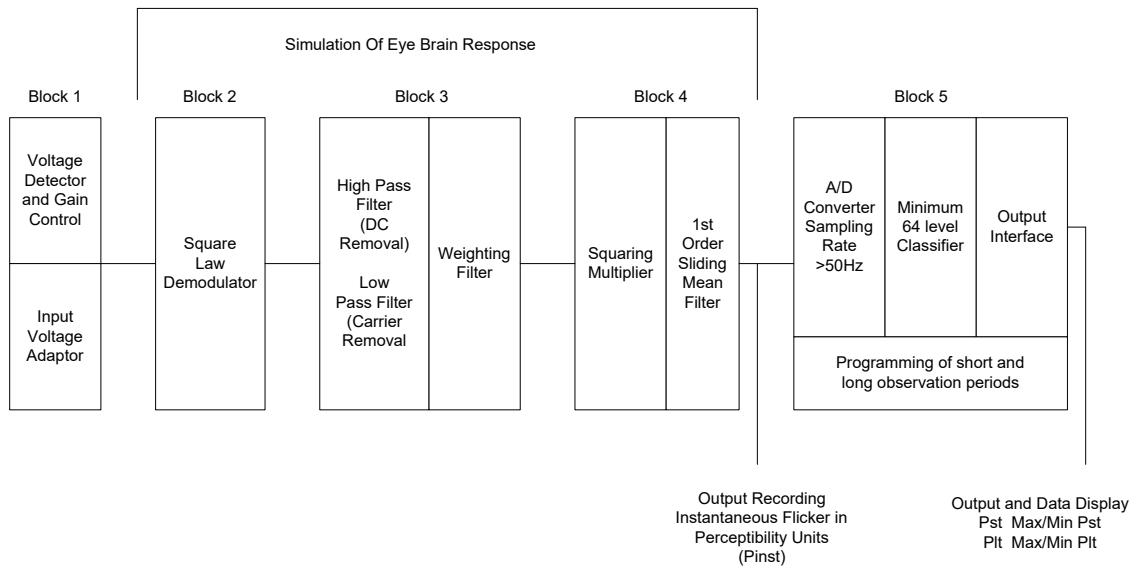 Simulation Of Eye Brain Response
Block 1
Block 2
Block 3
Block 4
Block 5
Voltage
Detector
and Gain
Control
Input
Voltage
Adaptor
Square
Law
Demodulator
High Pass
Filter
(DC
Removal)
Low
Pass Filter
(Carrier
Removal
Weighting
Filter
Squaring
Multiplier
1st
Order
Sliding
Mean
Filter
A/D
Converter
Sampling
Rate
>50Hz
Minimum
64 level
Classifier
Output
Interface
Programming of short and
long observation periods
Output Recording
Instantaneous Flicker in
Perceptibility Units
(Pinst)
Output and Data Display
Pst Max/Min Pst
Plt Max/Min Plt